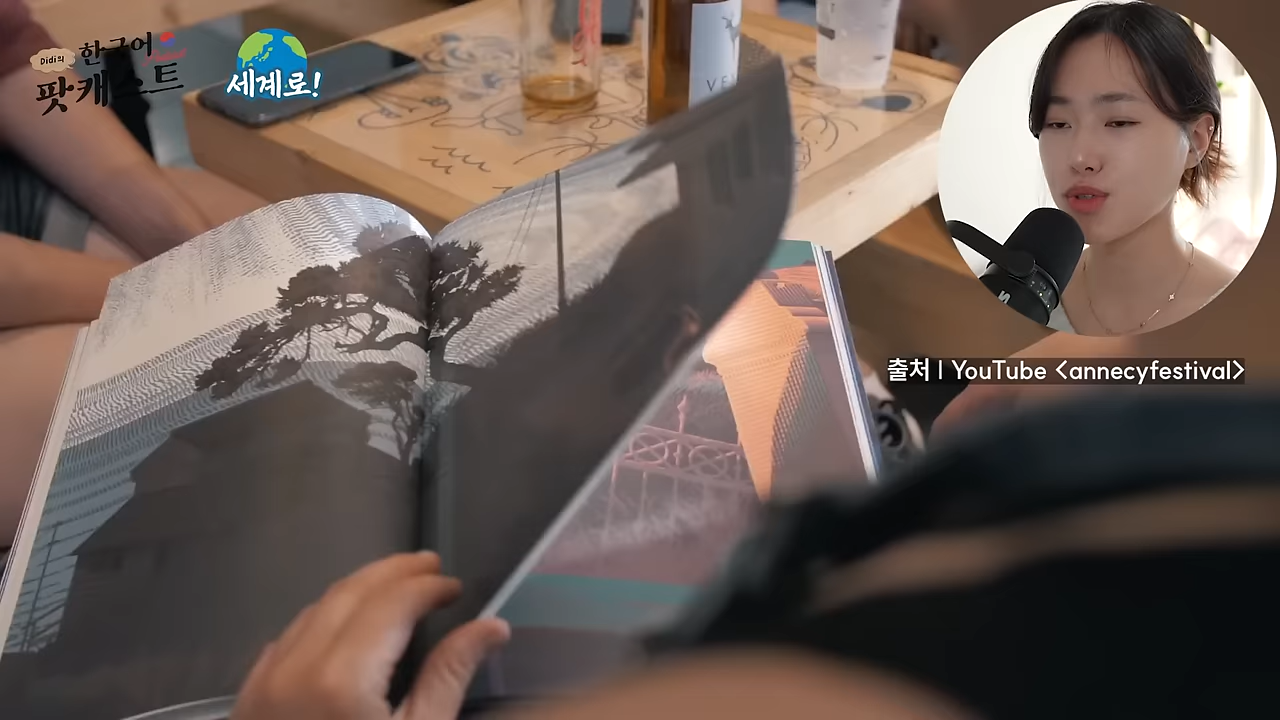 Didi의
한국어
팟캐스트
세계로!
VE
출처 | YouTube <annecyfestival>